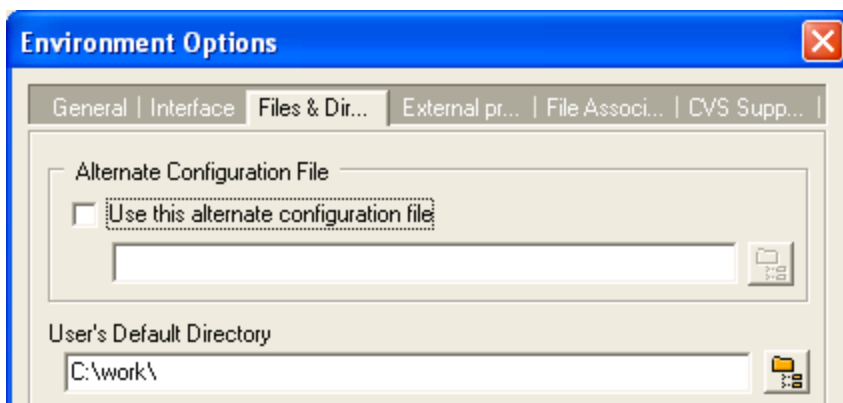 Environment Options
General | Interface Files & Dir... External pr... | File Associ... | CVS Supp... |
Alternate Configuration File
Use this alternate configuration file
User's Default Directory
C:\work\